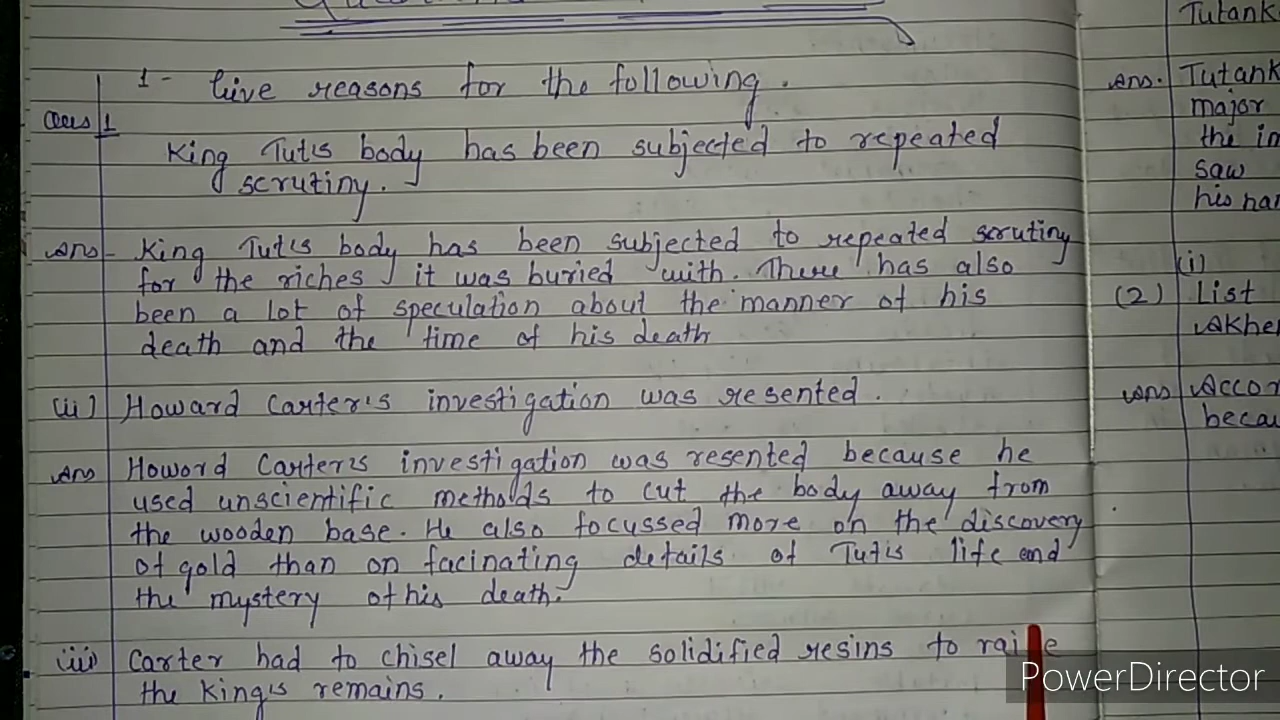 1- Give reasons for the following.
Ques 1
King Tut's body has been subjected to repeated
scrutiny.
Ans - King Tut's body has been subjected to repeated scrutiny
for the riches it was buried with. There has also
been a lot of speculation about the manner of his
death and the time of his death
(ii) Howard Carter's investigation was resented.
Ans Howord Carter's investigation was resented because he
used unscientific methods to cut the body away from
the wooden base. He also focussed more on the discovery
of gold than on facinating details of Tut's life and
the mystery of his death.
(iii) Carter had to chisel away the solidified resins to raise
the king's remains.
Tutank
Ans. Tutank
major
the in
saw
his nar
(i)
(2) List
Akhe
Ans Accor
becau
PowerDirector